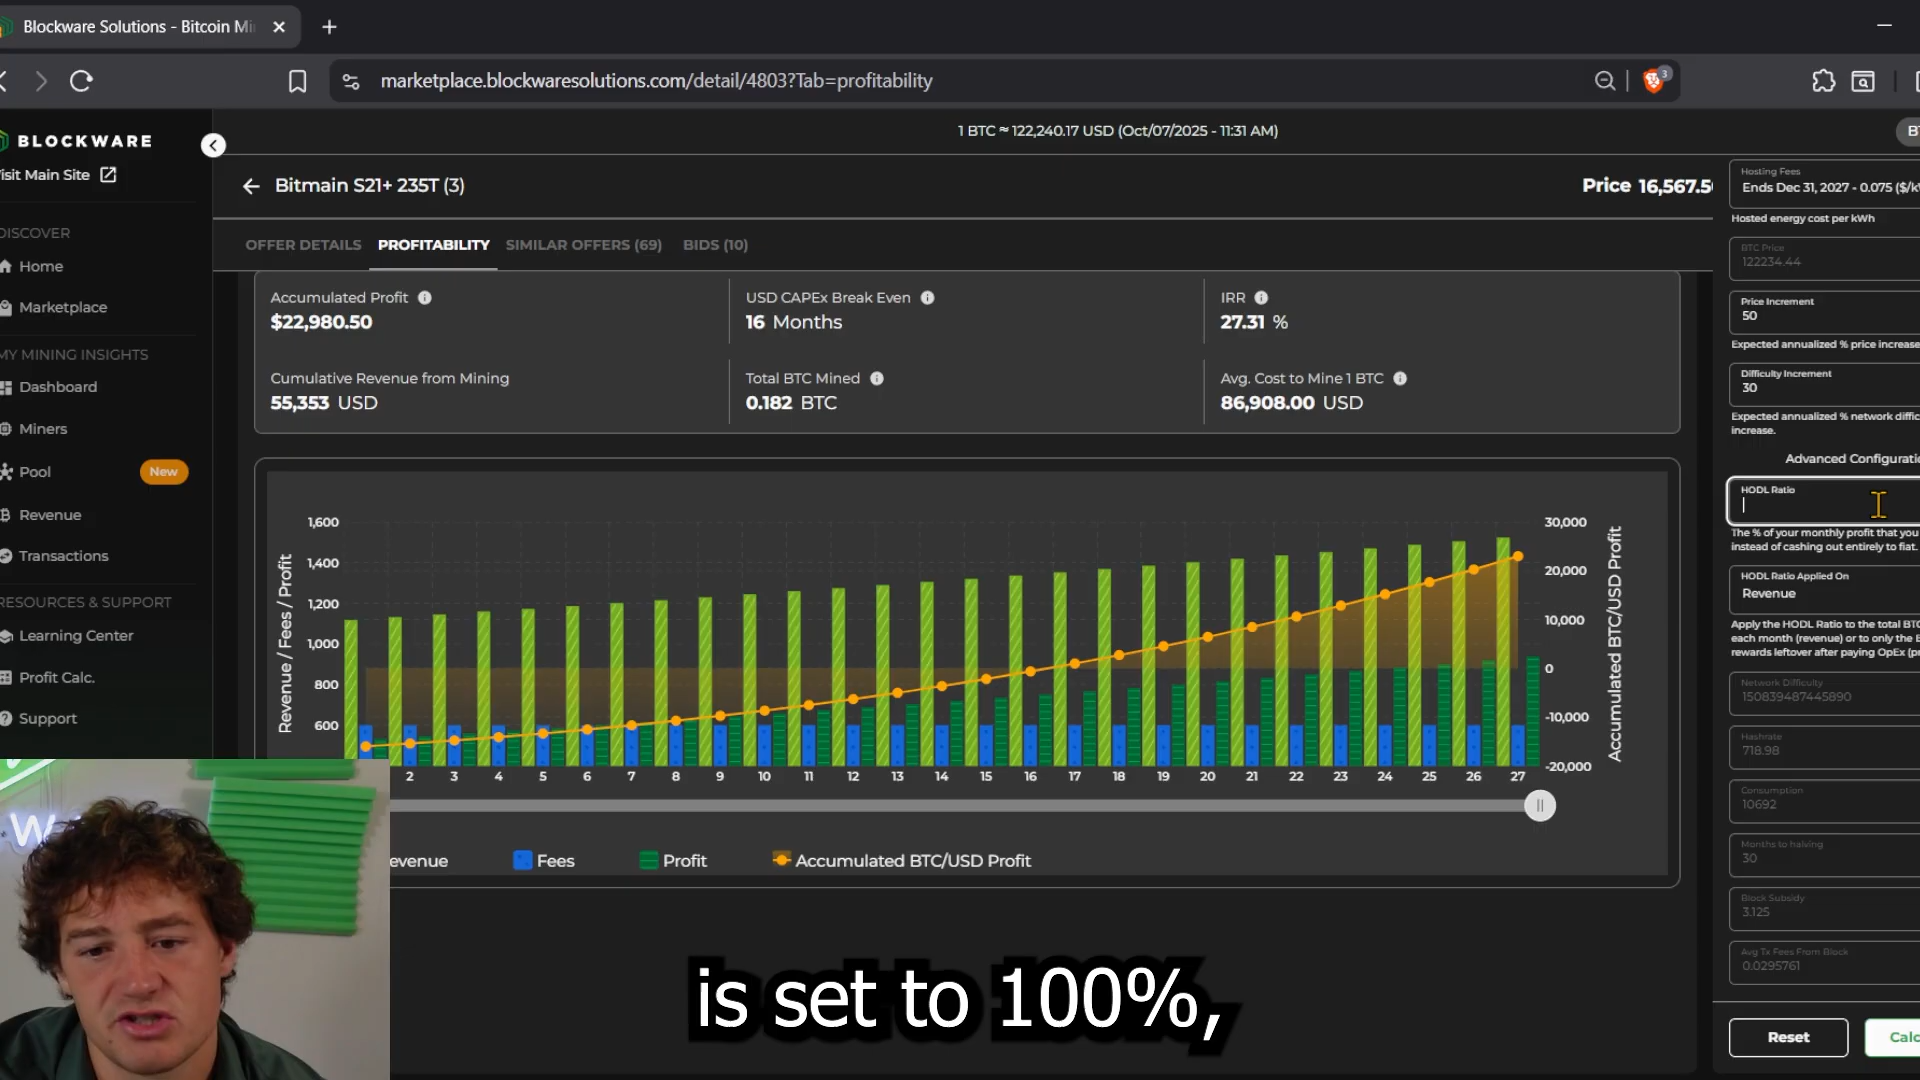 Blockware Solutions - Bitcoin Mi
marketplace.blockwaresolutions.com/detail/4803?Tab=profitability
3
BLOCKWARE
1 BTC ≈ 122,240.17 USD (Oct/07/2025 - 11:31 AM)
isit Main Site
Bitmain S21+ 235T (3)
Price 16,567.5
OFFER DETAILS
PROFITABILITY
SIMILAR OFFERS (69)
BIDS (10)
DISCOVER
Home
Marketplace
MY MINING INSIGHTS
Dashboard
Miners
Pool
New
Revenue
Transactions
RESOURCES & SUPPORT
Learning Center
Profit Calc.
Support
Accumulated Profit
$22,980.50
USD CAPEx Break Even
16 Months
IRR
27.31 %
Cumulative Revenue from Mining
55,353 USD
Total BTC Mined
0.182 BTC
Avg. Cost to Mine 1 BTC
86,908.00 USD
Revenue / Fees / Profit
1,600
1,400
1,200
1,000
800
600
30,000
20,000
10,000
0
-10,000
-20,000
Accumulated BTC/USD Profit
2 3 4 5 6 7 8 9 10 11 12 13 14 15 16 17 18 19 20 21 22 23 24 25 26 27
evenue
Fees
Profit
Accumulated BTC/USD Profit
Hosting Fees
Ends Dec 31, 2027 - 0.075 ($/k
Hosted energy cost per kWh
BTC Price
122234.44
Price Increment
50
Expected annualized % price increase
Difficulty Increment
30
Expected annualized % network diffic
increase.
Advanced Configuratio
HODL Ratio
The % of your monthly profit that you
instead of cashing out entirely to fiat.
HODL Ratio Applied On
Revenue
Apply the HODL Ratio to the total BTC
each month (revenue) or to only the B
rewards leftover after paying OpEx (pr
Network Difficulty
150839487445890
Hashrate
718.98
Consumption
10692
Months to halving
30
Block Subsidy
3.125
Avg Tx Fees From Block
0.0295761
Reset
Calc
W
is set to 100%,